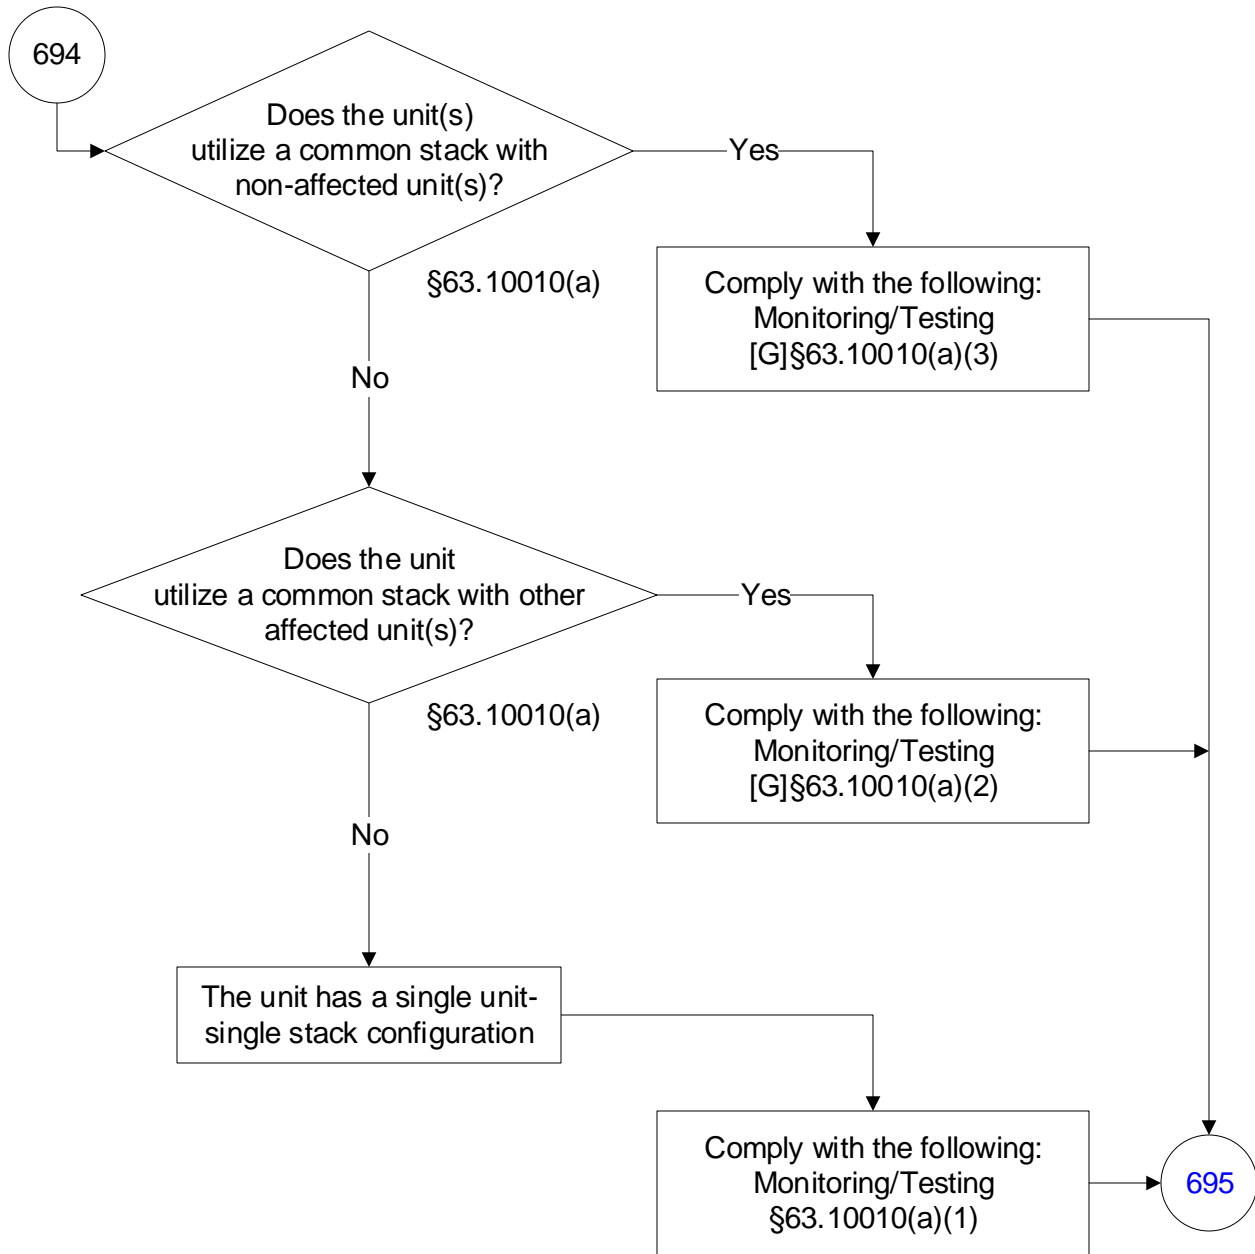 694
Does the unit(s)
utilize a common stack with
non-affected unit(s)?
Yes
§63.10010(a)
Comply with the following:
Monitoring/Testing
[G]§63.10010(a)(3)
No
Does the unit
utilize a common stack with other
affected unit(s)?
Yes
§63.10010(a)
Comply with the following:
Monitoring/Testing
[G]§63.10010(a)(2)
No
The unit has a single unit-
single stack configuration
Comply with the following:
Monitoring/Testing
§63.10010(a)(1)
695